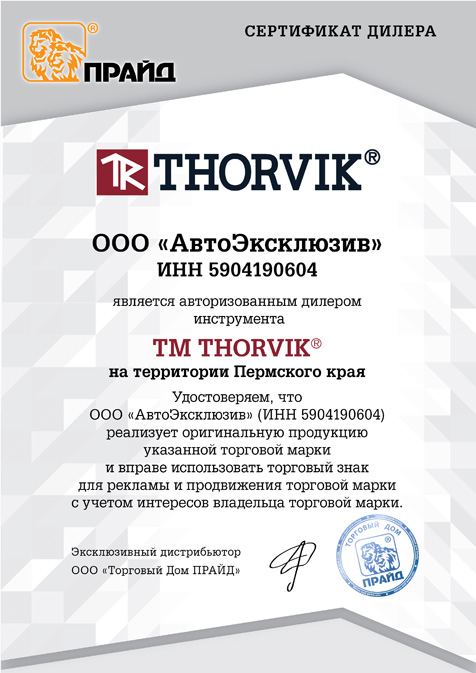 СЕРТИФИКАТ ДИЛЕРА
ПРАЙД®
THORVIK®
ООО «АвтоЭксклюзив»
ИНН 5904190604
является авторизованным дилером
инструмента
ТМ THORVIK®
на территории Пермского края
Удостоверяем, что
ООО «АвтоЭксклюзив» (ИНН 5904190604)
реализует оригинальную продукцию
указанной торговой марки
и вправе использовать торговый знак
для рекламы и продвижения торговой марки
с учетом интересов владельца торговой марки.
Эксклюзивный дистрибьютор
ООО «Торговый Дом ПРАЙД»
ТОРГОВЫЙ ДОМ
ПРАЙД